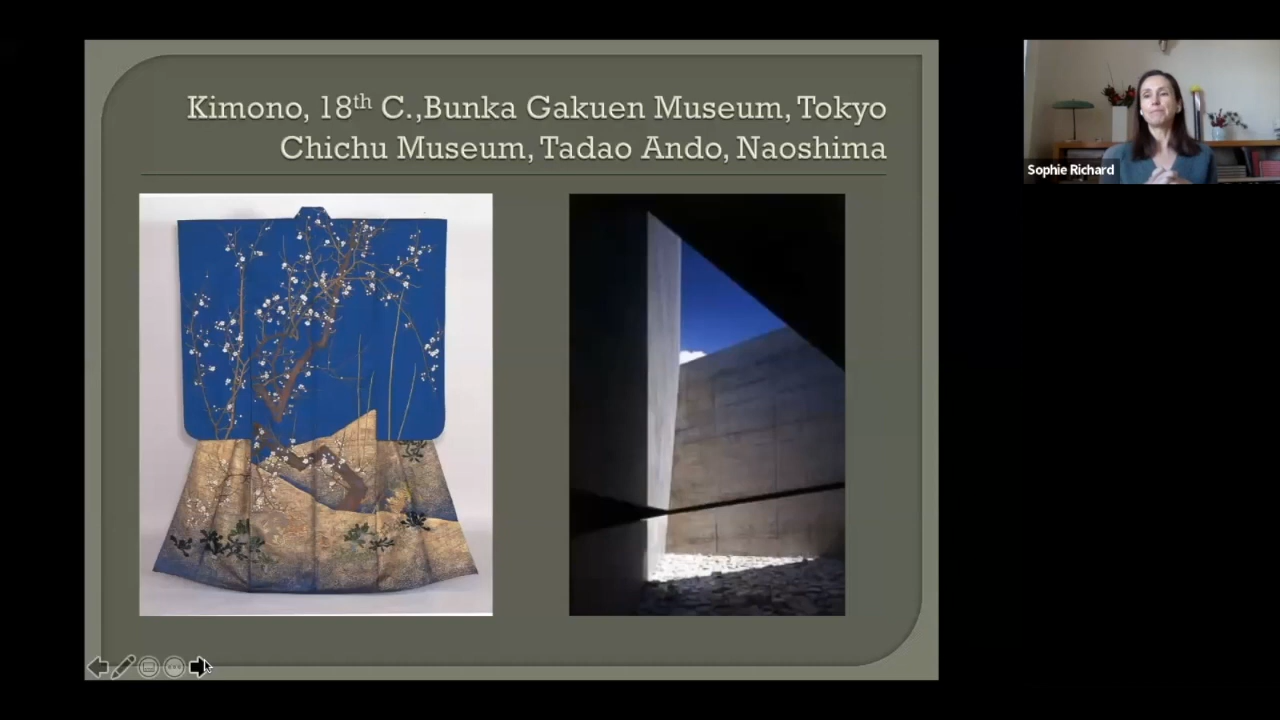 Kimono, 18th C.,Bunka Gakuen Museum, Tokyo
Chichu Museum, Tadao Ando, Naoshima
Sophie Richard